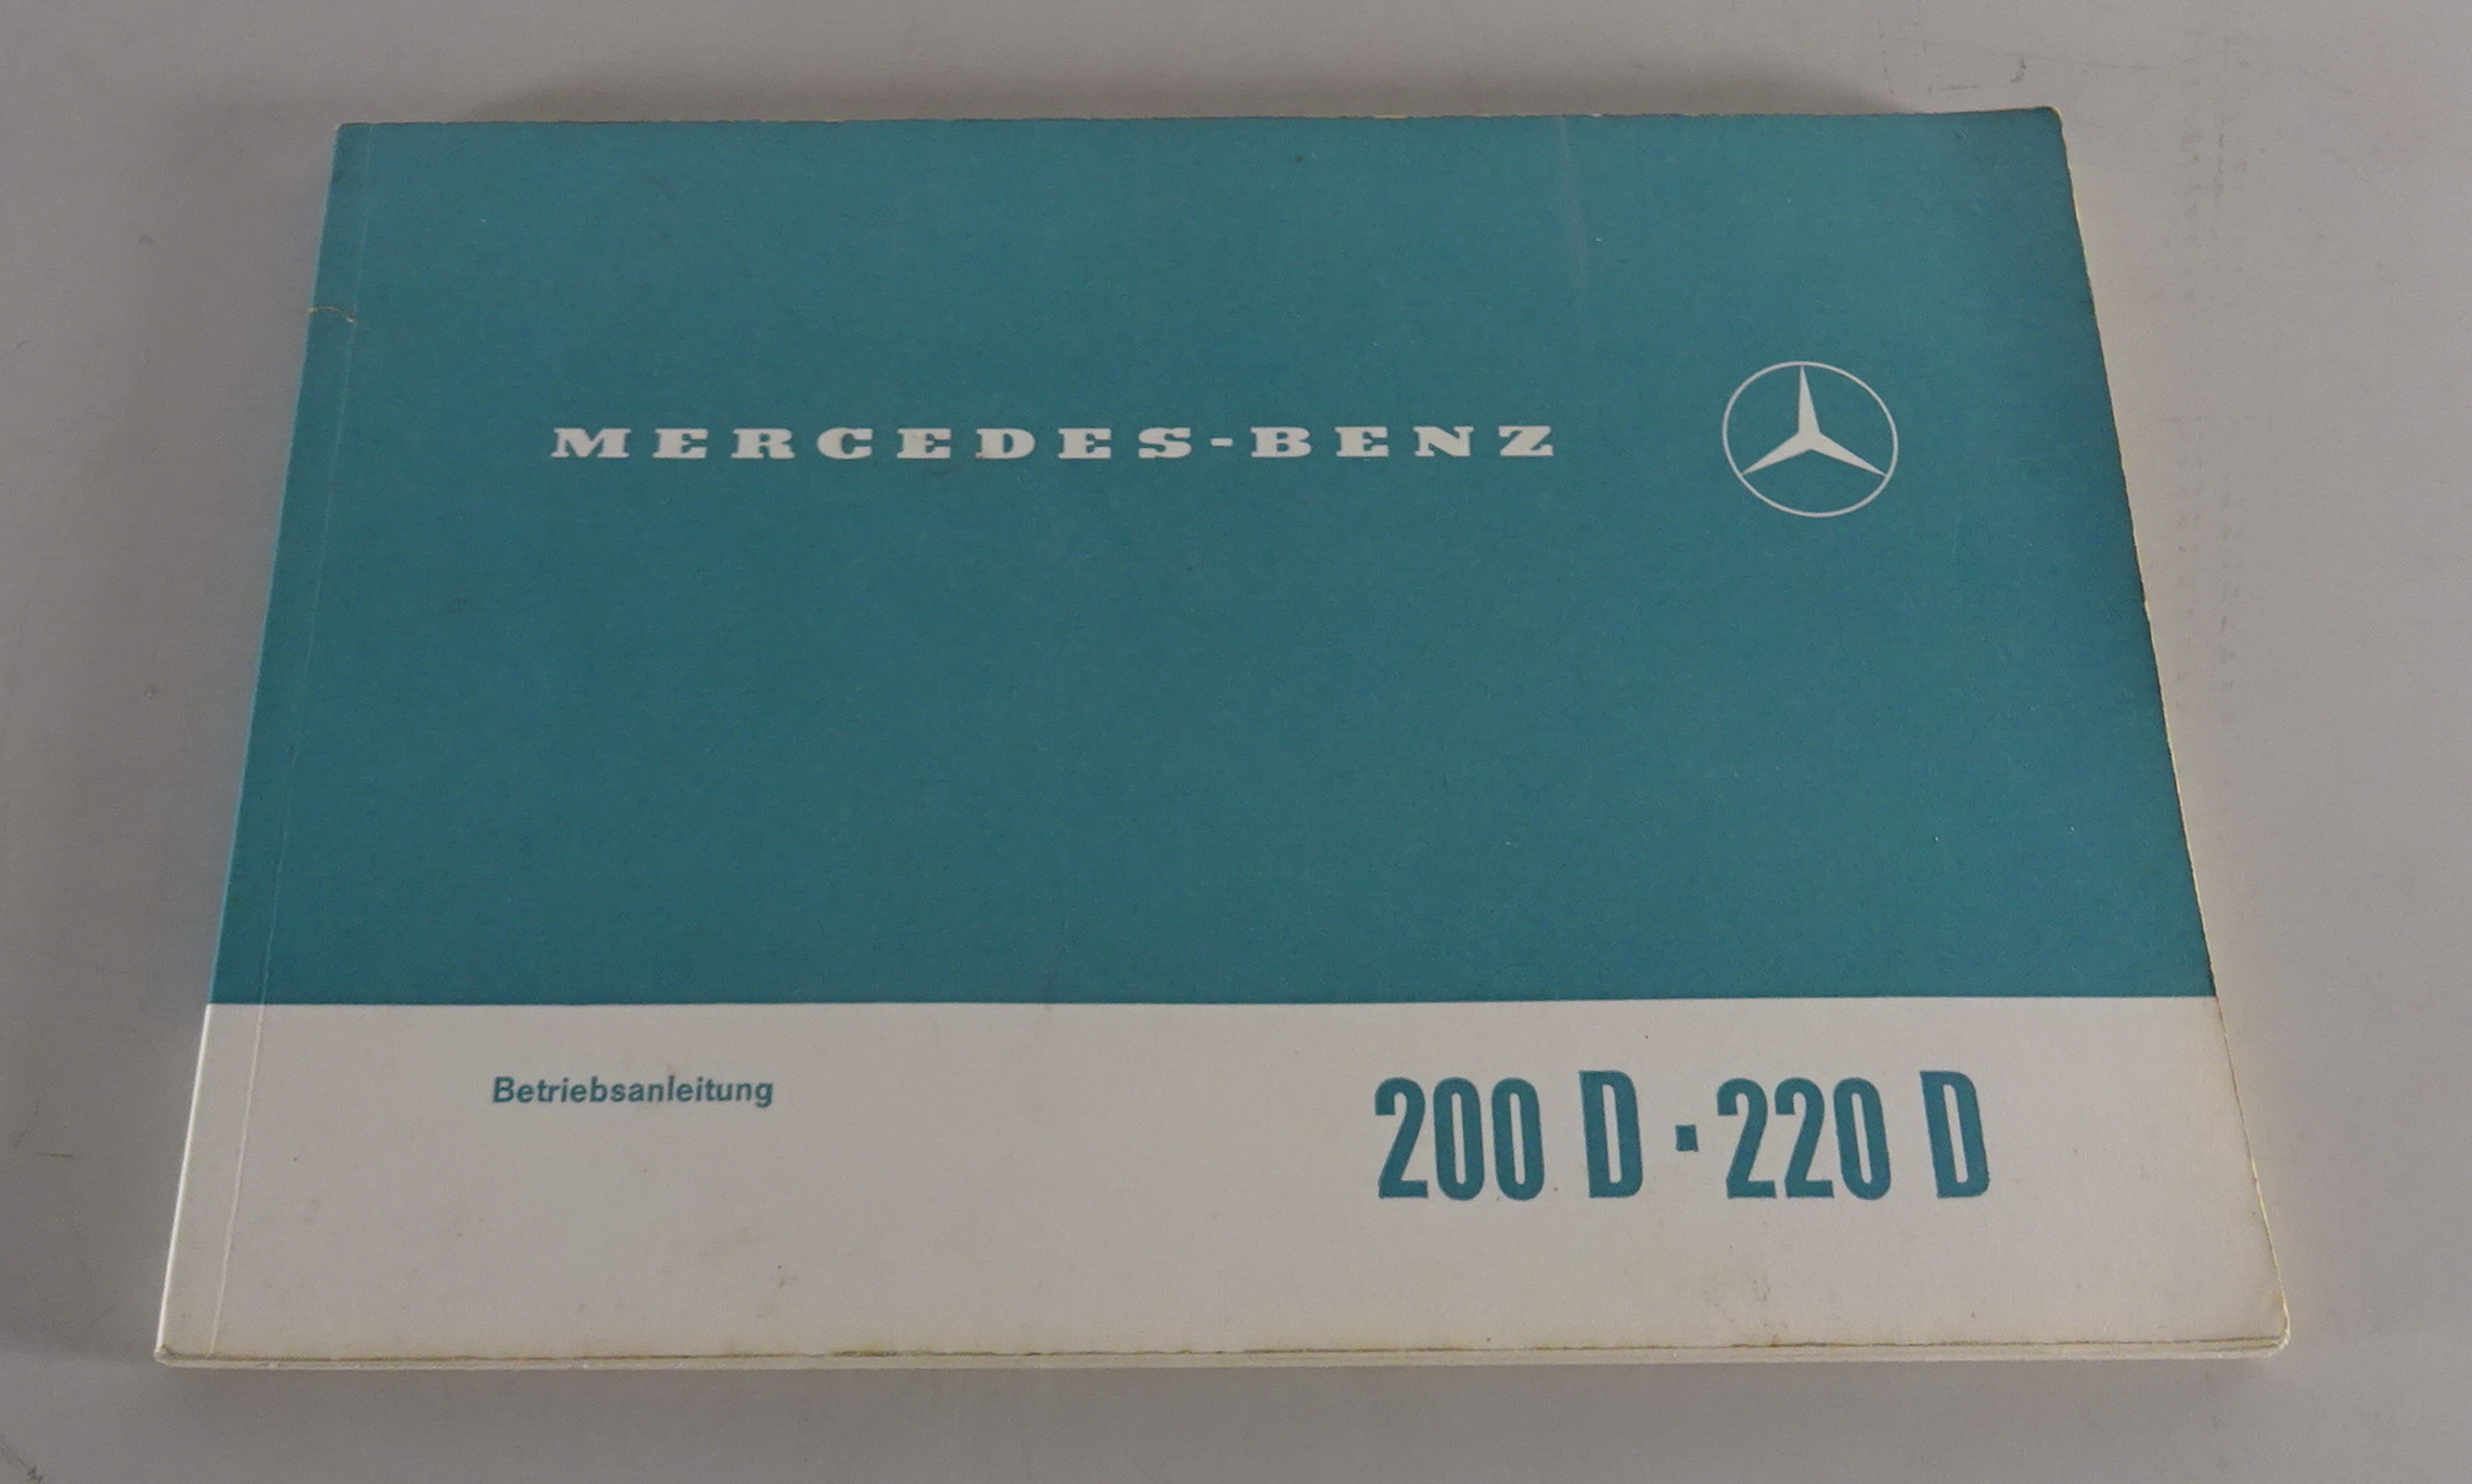 MERCEDES-BENZ
Betriebsanleitung
200 D · 220 D